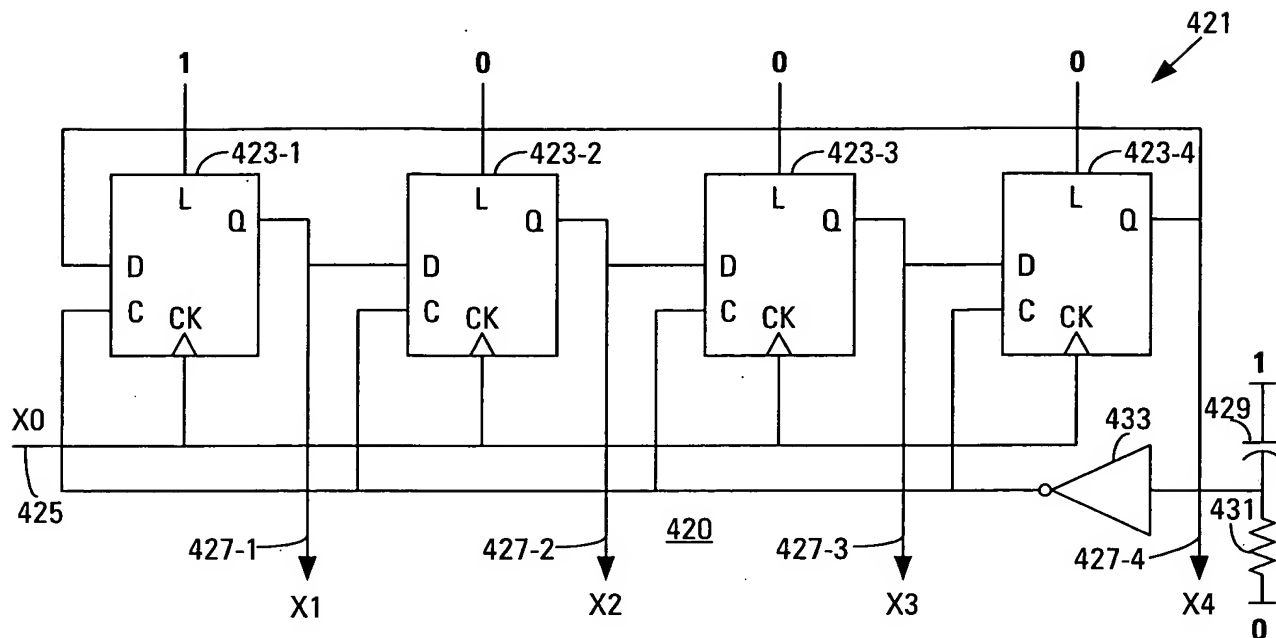 421
1 0 0 0
423-1 423-2 423-3 423-4
L L L L
Q Q Q Q
D D D D
C C C C
CK CK CK CK
1
X0
433
429
425
431
427-1 427-2 420 427-3 427-4
X1 X2 X3 X4
0